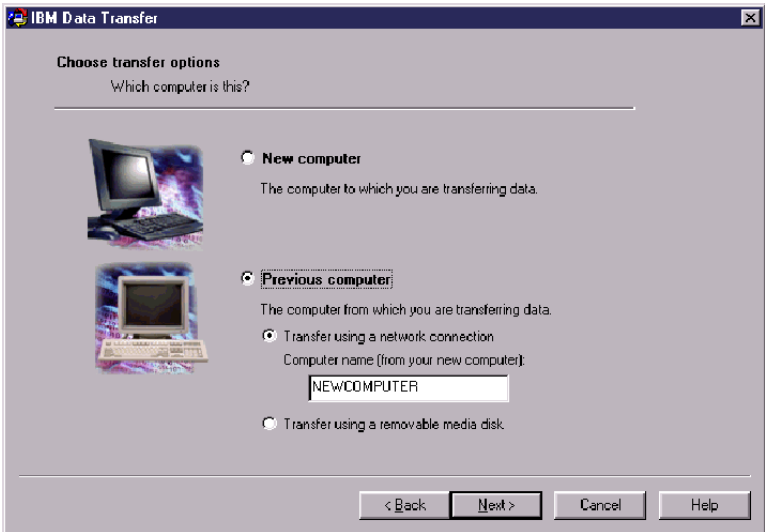 IBM Data Transfer
Choose transfer options
Which computer is this?
New computer
The computer to which you are transferring data.
Previous computer
The computer from which you are transferring data.
Transfer using a network connection
Computer name (from your new computer):
NEWCOMPUTER
Transfer using a removable media disk
< Back Next > Cancel Help